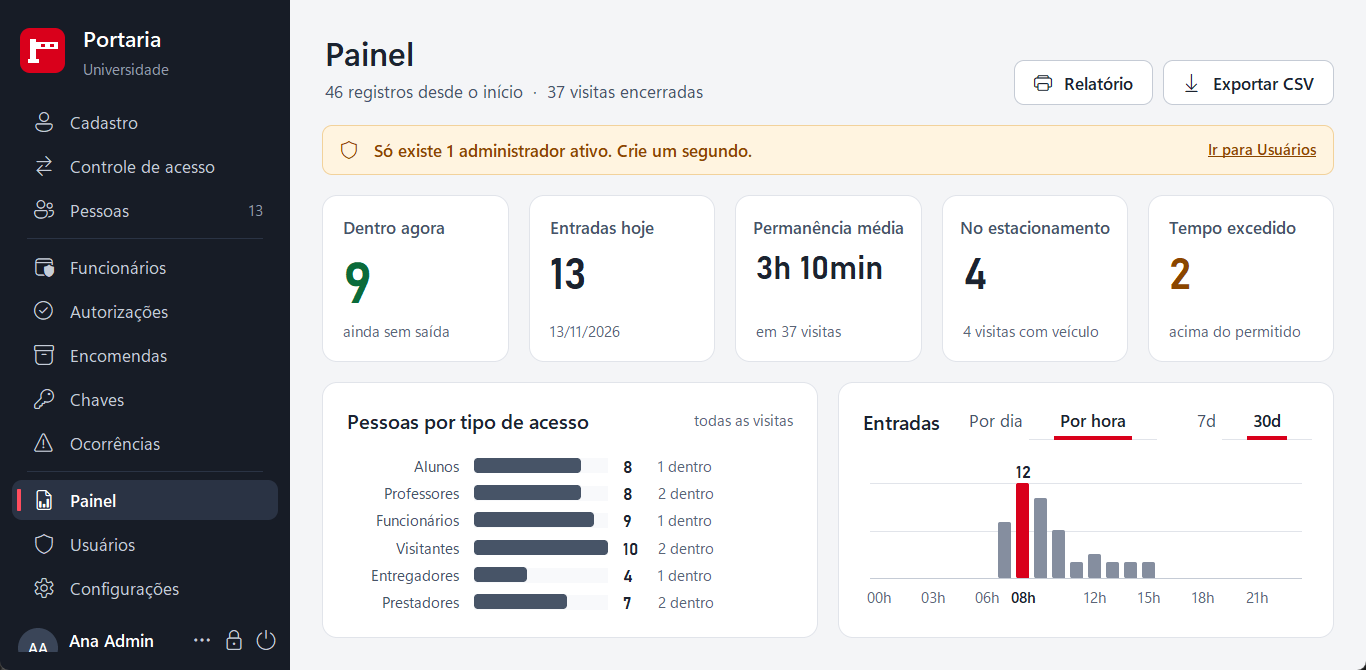 Portaria
Universidade
Cadastro
Controle de acesso
Pessoas 13
Funcionários
Autorizações
Encomendas
Chaves
Ocorrências
Painel
Usuários
Configurações
AA Ana Admin
Painel
46 registros desde o início · 37 visitas encerradas
Relatório
Exportar CSV
Só existe 1 administrador ativo. Crie um segundo. Ir para Usuários
Dentro agora
9
ainda sem saída
Entradas hoje
13
13/11/2026
Permanência média
3h 10min
em 37 visitas
No estacionamento
4
4 visitas com veículo
Tempo excedido
2
acima do permitido
Pessoas por tipo de acesso todas as visitas
Alunos 8 1 dentro
Professores 8 2 dentro
Funcionários 9 1 dentro
Visitantes 10 2 dentro
Entregadores 4 1 dentro
Prestadores 7 2 dentro
Entradas Por dia Por hora 7d 30d
12
00h 03h 06h 08h 12h 15h 18h 21h